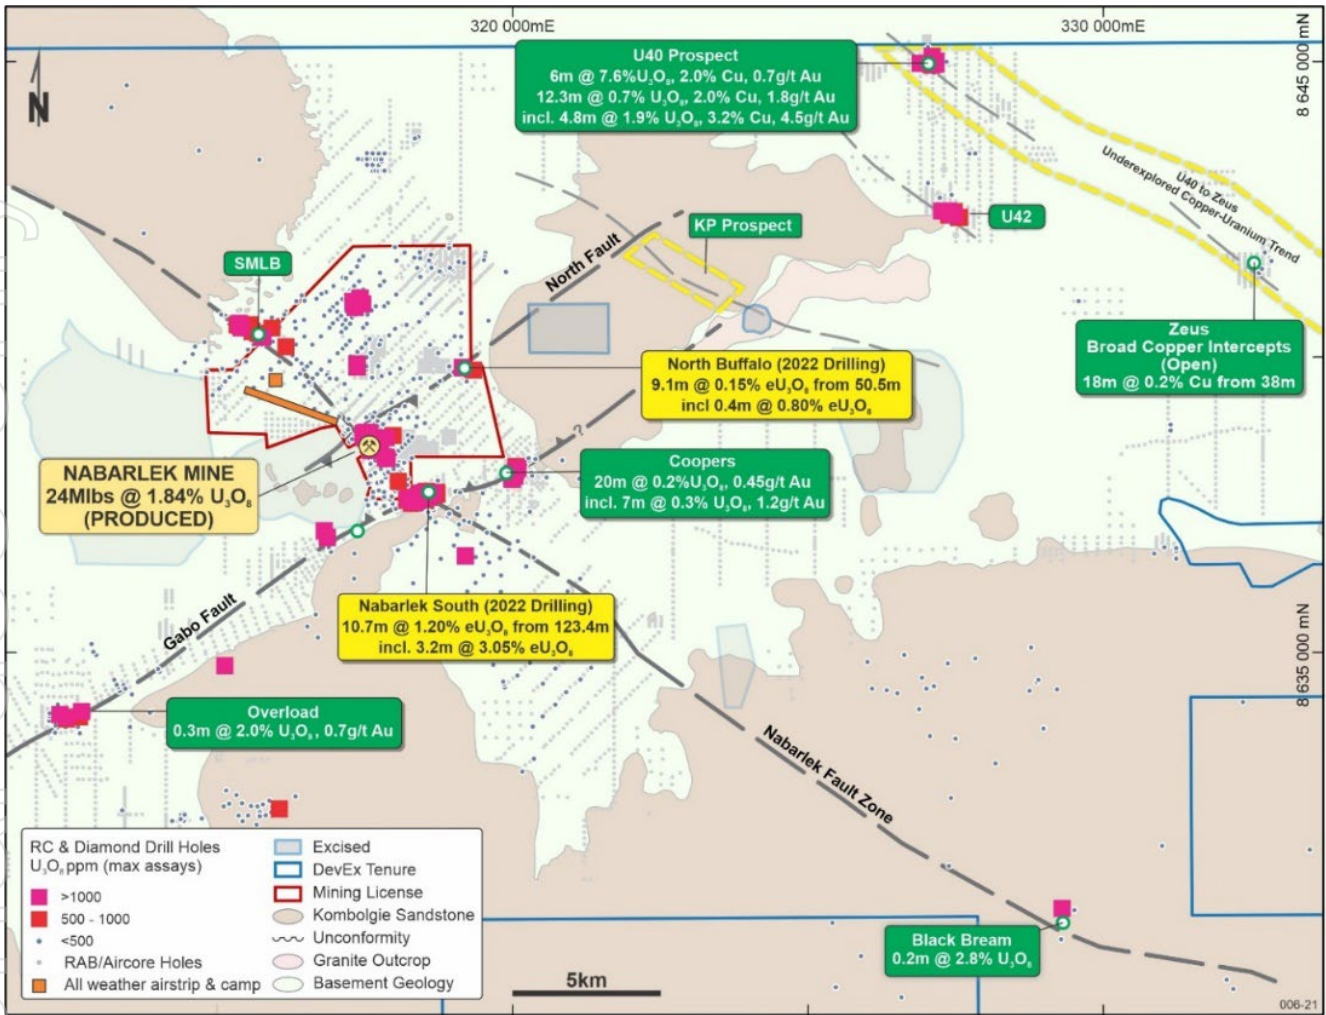 320 000mE
330 000mE
8 645 000 mN
N
U40 Prospect
6m @ 7.6%U₃O₈, 2.0% Cu, 0.7g/t Au
12.3m @ 0.7% U₃O₈, 2.0% Cu, 1.8g/t Au
incl. 4.8m @ 1.9% U₃O₈, 3.2% Cu, 4.5g/t Au
U40 to Zeus
Underexplored Copper-Uranium Trend
U42
KP Prospect
North Fault
SMLB
Zeus
Broad Copper Intercepts
(Open)
18m @ 0.2% Cu from 38m
North Buffalo (2022 Drilling)
9.1m @ 0.15% eU₃O₈ from 50.5m
incl 0.4m @ 0.80% eU₃O₈
?
NABARLEK MINE
24Mlbs @ 1.84% U₃O₈
(PRODUCED)
Coopers
20m @ 0.2%U₃O₈, 0.45g/t Au
incl. 7m @ 0.3% U₃O₈, 1.2g/t Au
Gabo Fault
Nabarlek South (2022 Drilling)
10.7m @ 1.20% eU₃O₈ from 123.4m
incl. 3.2m @ 3.05% eU₃O₈
8 635 000 mN
Overload
0.3m @ 2.0% U₃O₈, 0.7g/t Au
Nabarlek Fault Zone
Black Bream
0.2m @ 2.8% U₃O₈
RC & Diamond Drill Holes
U₃O₈ ppm (max assays)
>1000
500 - 1000
<500
RAB/Aircore Holes
All weather airstrip & camp
Excised
DevEx Tenure
Mining License
Kombolgie Sandstone
Unconformity
Granite Outcrop
Basement Geology
5km
006-21